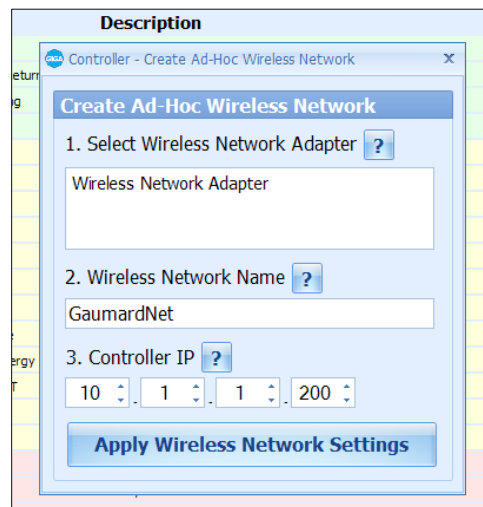 Description
GIGA Controller - Create Ad-Hoc Wireless Network x
Create Ad-Hoc Wireless Network
1. Select Wireless Network Adapter ?
Wireless Network Adapter
2. Wireless Network Name ?
GaumardNet
3. Controller IP ?
10 . 1 . 1 . 200
Apply Wireless Network Settings